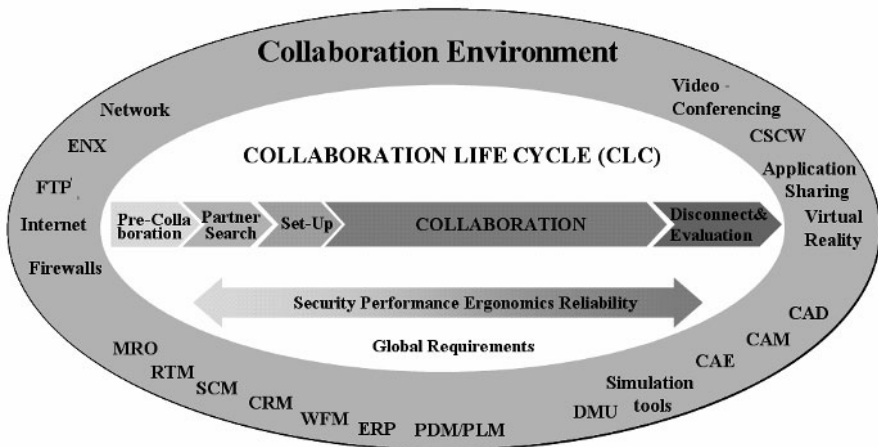 Collaboration Environment
Network
ENX
FTP
Internet
Firewalls
Video -
Conferencing
CSCW
Application
Sharing
Virtual
Reality
COLLABORATION LIFE CYCLE (CLC)
Pre-Colla
boration
Partner
Search
Set-Up
COLLABORATION
Disconnect&
Evaluation
Security Performance Ergonomics Reliability
Global Requirements
MRO
RTM
SCM
CRM
WFM
ERP
PDM/PLM
DMU
Simulation
tools
CAE
CAM
CAD